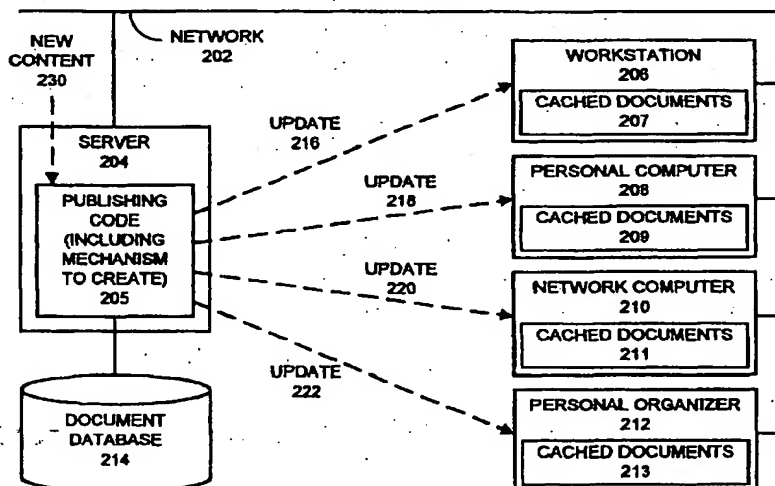 NEW
CONTENT
230
NETWORK
202
SERVER
204
PUBLISHING
CODE
(INCLUDING
MECHANISM
TO CREATE)
205
DOCUMENT
DATABASE
214
UPDATE
216
UPDATE
218
UPDATE
220
UPDATE
222
WORKSTATION
206
CACHED DOCUMENTS
207
PERSONAL COMPUTER
208
CACHED DOCUMENTS
209
NETWORK COMPUTER
210
CACHED DOCUMENTS
211
PERSONAL ORGANIZER
212
CACHED DOCUMENTS
213